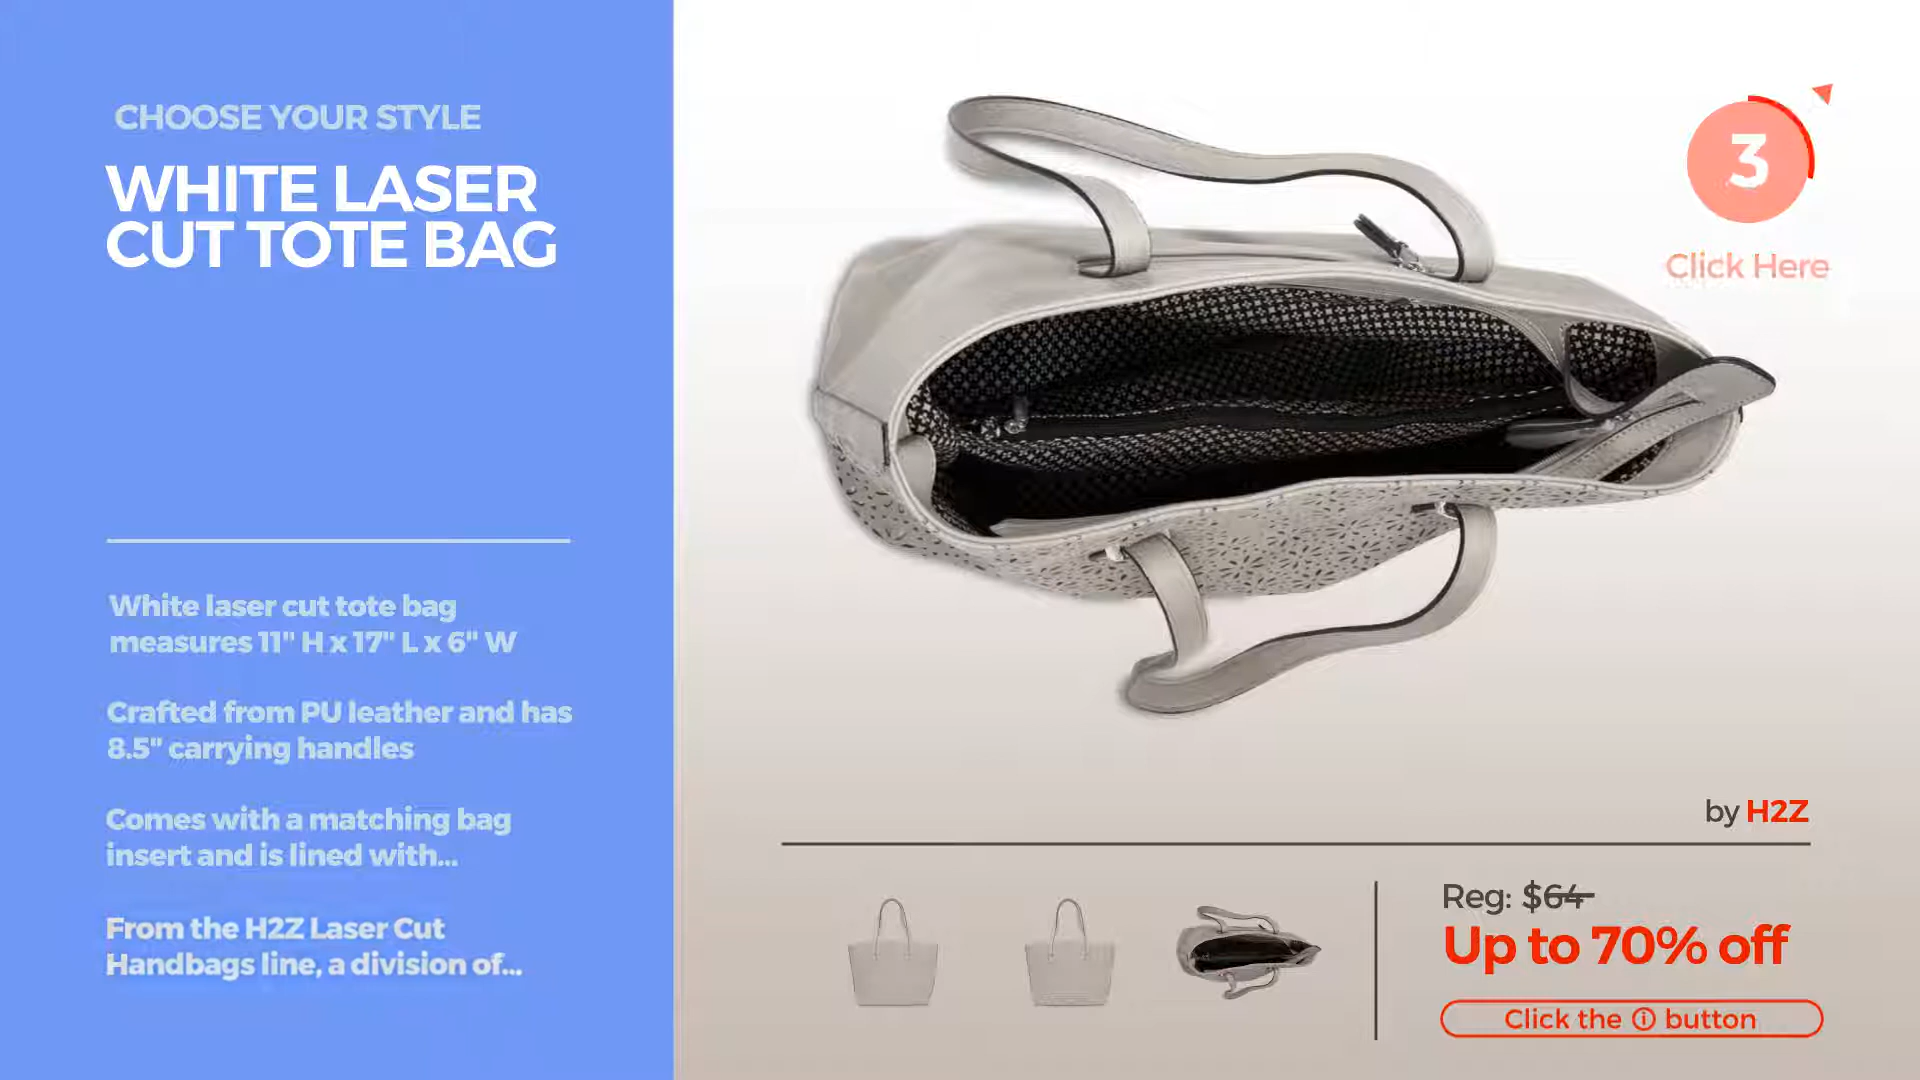 CHOOSE YOUR STYLE
WHITE LASER
CUT TOTE BAG
White laser cut tote bag
measures 11" H x 17" L x 6" W
Crafted from PU leather and has
8.5" carrying handles
Comes with a matching bag
insert and is lined with...
From the H2Z Laser Cut
Handbags line, a division of...
3
Click Here
by H2Z
Reg: $64
Up to 70% off
Click the ⓘ button